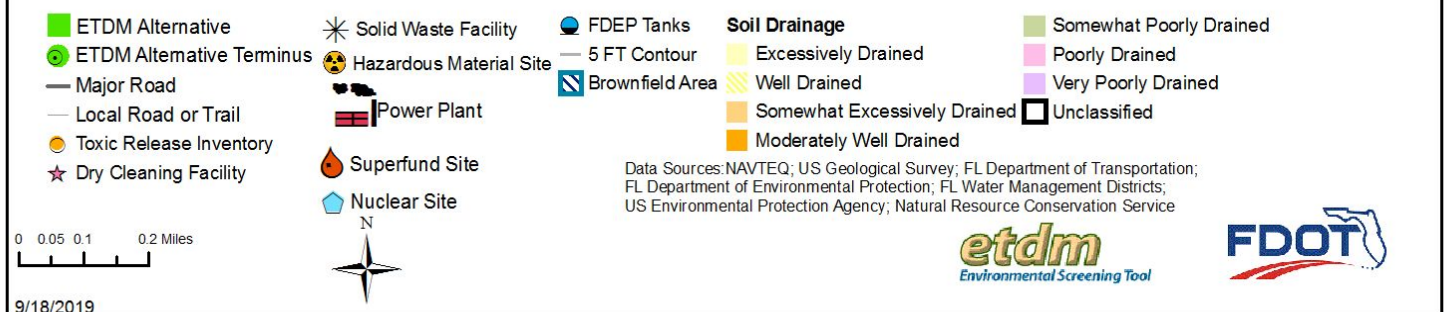 ETDM Alternative
ETDM Alternative Terminus
Major Road
Local Road or Trail
Toxic Release Inventory
Dry Cleaning Facility
Solid Waste Facility
Hazardous Material Site
Power Plant
Superfund Site
Nuclear Site
FDEP Tanks
5 FT Contour
Brownfield Area
Soil Drainage
Excessively Drained
Well Drained
Somewhat Excessively Drained
Moderately Well Drained
Somewhat Poorly Drained
Poorly Drained
Very Poorly Drained
Unclassified
Data Sources:NAVTEQ; US Geological Survey; FL Department of Transportation;
FL Department of Environmental Protection; FL Water Management Districts;
US Environmental Protection Agency; Natural Resource Conservation Service
0 0.05 0.1 0.2 Miles
N
etdm
Environmental Screening Tool
FDOT
9/18/2019